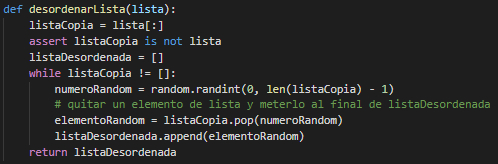 def desordenarLista(lista):
    listaCopia = lista[:]
    assert listaCopia is not lista
    listaDesordenada = []
    while listaCopia != []:
        numeroRandom = random.randint(0, len(listaCopia) - 1)
        # quitar un elemento de lista y meterlo al final de listaDesordenada
        elementoRandom = listaCopia.pop(numeroRandom)
        listaDesordenada.append(elementoRandom)
    return listaDesordenada